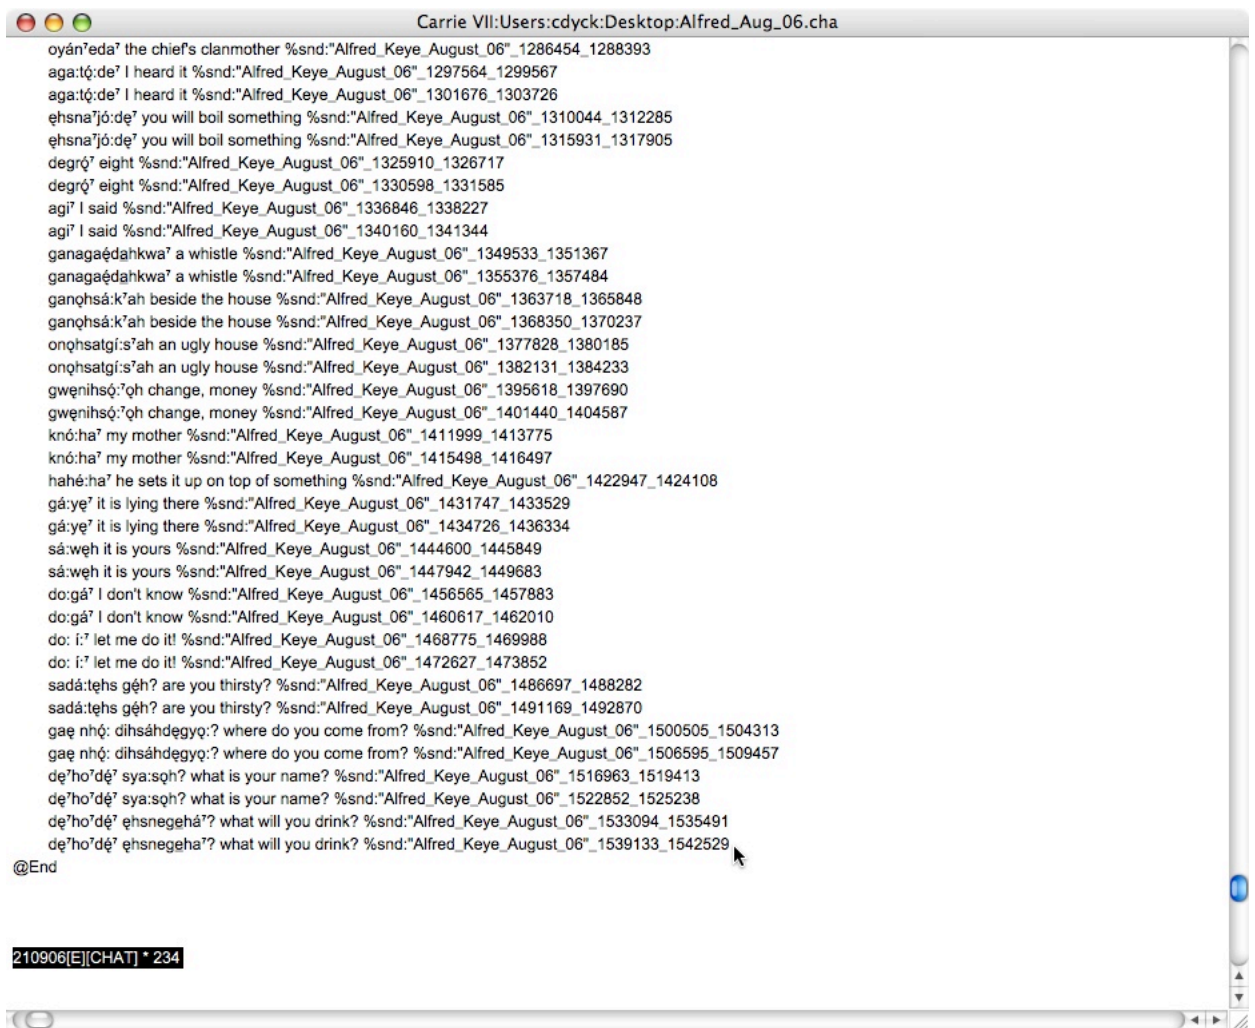 Carrie VII:Users:cdyck:Desktop:Alfred_Aug_06.cha
oyánˀedaˀ the chief's clanmother %snd:"Alfred_Keye_August_06"_1286454_1288393
aga:tǫ́:deˀ I heard it %snd:"Alfred_Keye_August_06"_1297564_1299567
aga:tǫ́:deˀ I heard it %snd:"Alfred_Keye_August_06"_1301676_1303726
ęhsnaˀjó:dęˀ you will boil something %snd:"Alfred_Keye_August_06"_1310044_1312285
ęhsnaˀjó:dęˀ you will boil something %snd:"Alfred_Keye_August_06"_1315931_1317905
degrǫ́ˀ eight %snd:"Alfred_Keye_August_06"_1325910_1326717
degrǫ́ˀ eight %snd:"Alfred_Keye_August_06"_1330598_1331585
agiˀ I said %snd:"Alfred_Keye_August_06"_1336846_1338227
agiˀ I said %snd:"Alfred_Keye_August_06"_1340160_1341344
ganagaę́da̲hkwaˀ a whistle %snd:"Alfred_Keye_August_06"_1349533_1351367
ganagaę́da̲hkwaˀ a whistle %snd:"Alfred_Keye_August_06"_1355376_1357484
ganǫhsá:kˀah beside the house %snd:"Alfred_Keye_August_06"_1363718_1365848
ganǫhsá:kˀah beside the house %snd:"Alfred_Keye_August_06"_1368350_1370237
onǫhsatgí:sˀah an ugly house %snd:"Alfred_Keye_August_06"_1377828_1380185
onǫhsatgí:sˀah an ugly house %snd:"Alfred_Keye_August_06"_1382131_1384233
gwęnihsǫ́:ˀǫh change, money %snd:"Alfred_Keye_August_06"_1395618_1397690
gwęnihsǫ́:ˀǫh change, money %snd:"Alfred_Keye_August_06"_1401440_1404587
knó:haˀ my mother %snd:"Alfred_Keye_August_06"_1411999_1413775
knó:haˀ my mother %snd:"Alfred_Keye_August_06"_1415498_1416497
hahé:haˀ he sets it up on top of something %snd:"Alfred_Keye_August_06"_1422947_1424108
gá:yęˀ it is lying there %snd:"Alfred_Keye_August_06"_1431747_1433529
gá:yęˀ it is lying there %snd:"Alfred_Keye_August_06"_1434726_1436334
sá:węh it is yours %snd:"Alfred_Keye_August_06"_1444600_1445849
sá:węh it is yours %snd:"Alfred_Keye_August_06"_1447942_1449683
do:gáˀ I don't know %snd:"Alfred_Keye_August_06"_1456565_1457883
do:gáˀ I don't know %snd:"Alfred_Keye_August_06"_1460617_1462010
do: í:ˀ let me do it! %snd:"Alfred_Keye_August_06"_1468775_1469988
do: í:ˀ let me do it! %snd:"Alfred_Keye_August_06"_1472627_1473852
sadá:tęhs gę́h? are you thirsty? %snd:"Alfred_Keye_August_06"_1486697_1488282
sadá:tęhs gę́h? are you thirsty? %snd:"Alfred_Keye_August_06"_1491169_1492870
gaę nhǫ́: dihsáhdęgyǫ:? where do you come from? %snd:"Alfred_Keye_August_06"_1500505_1504313
gaę nhǫ́: dihsáhdęgyǫ:? where do you come from? %snd:"Alfred_Keye_August_06"_1506595_1509457
dęˀhoˀdę́ˀ sya:sǫh? what is your name? %snd:"Alfred_Keye_August_06"_1516963_1519413
dęˀhoˀdę́ˀ sya:sǫh? what is your name? %snd:"Alfred_Keye_August_06"_1522852_1525238
dęˀhoˀdę́ˀ ęhsnege̲háˀ? what will you drink? %snd:"Alfred_Keye_August_06"_1533094_1535491
dęˀhoˀdę́ˀ ęhsnege̲haˀ? what will you drink? %snd:"Alfred_Keye_August_06"_1539133_1542529
@End
210906[E][CHAT] * 234